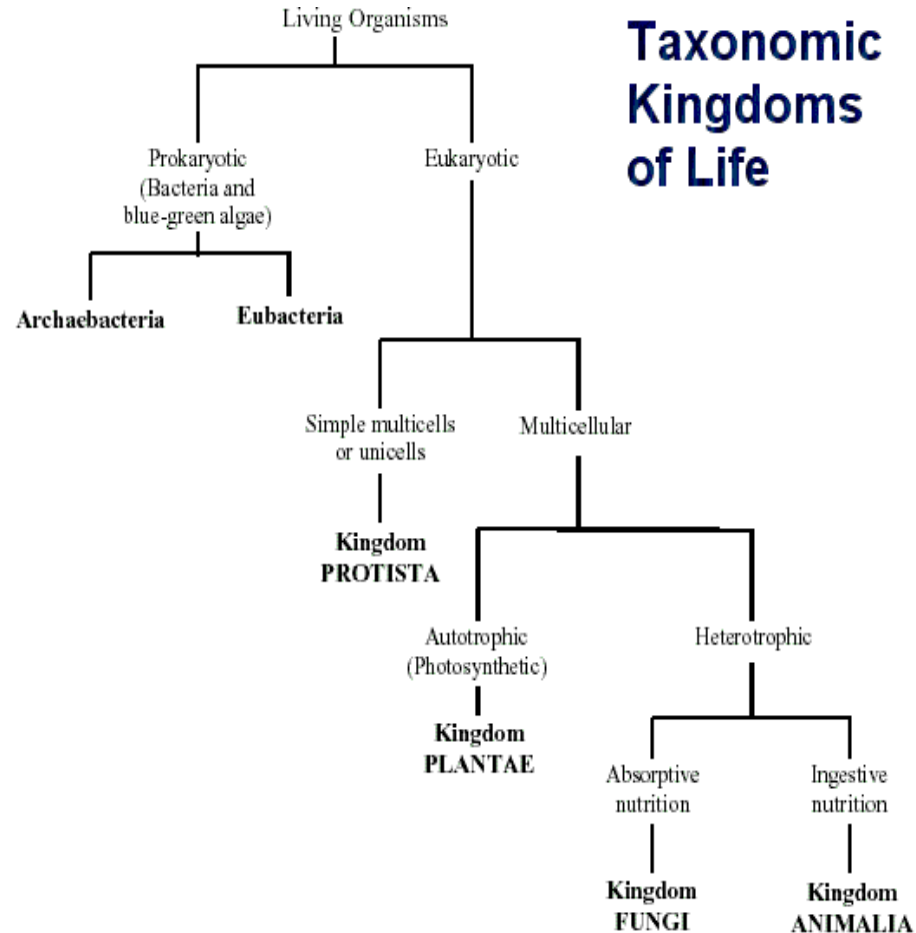 Living Organisms
Taxonomic
Kingdoms
of Life
Prokaryotic
(Bacteria and
blue-green algae)
Eukaryotic
Archaebacteria
Eubacteria
Simple multicells
or unicells
Multicellular
Kingdom
PROTISTA
Autotrophic
(Photosynthetic)
Heterotrophic
Kingdom
PLANTAE
Absorptive
nutrition
Ingestive
nutrition
Kingdom
FUNGI
Kingdom
ANIMALIA